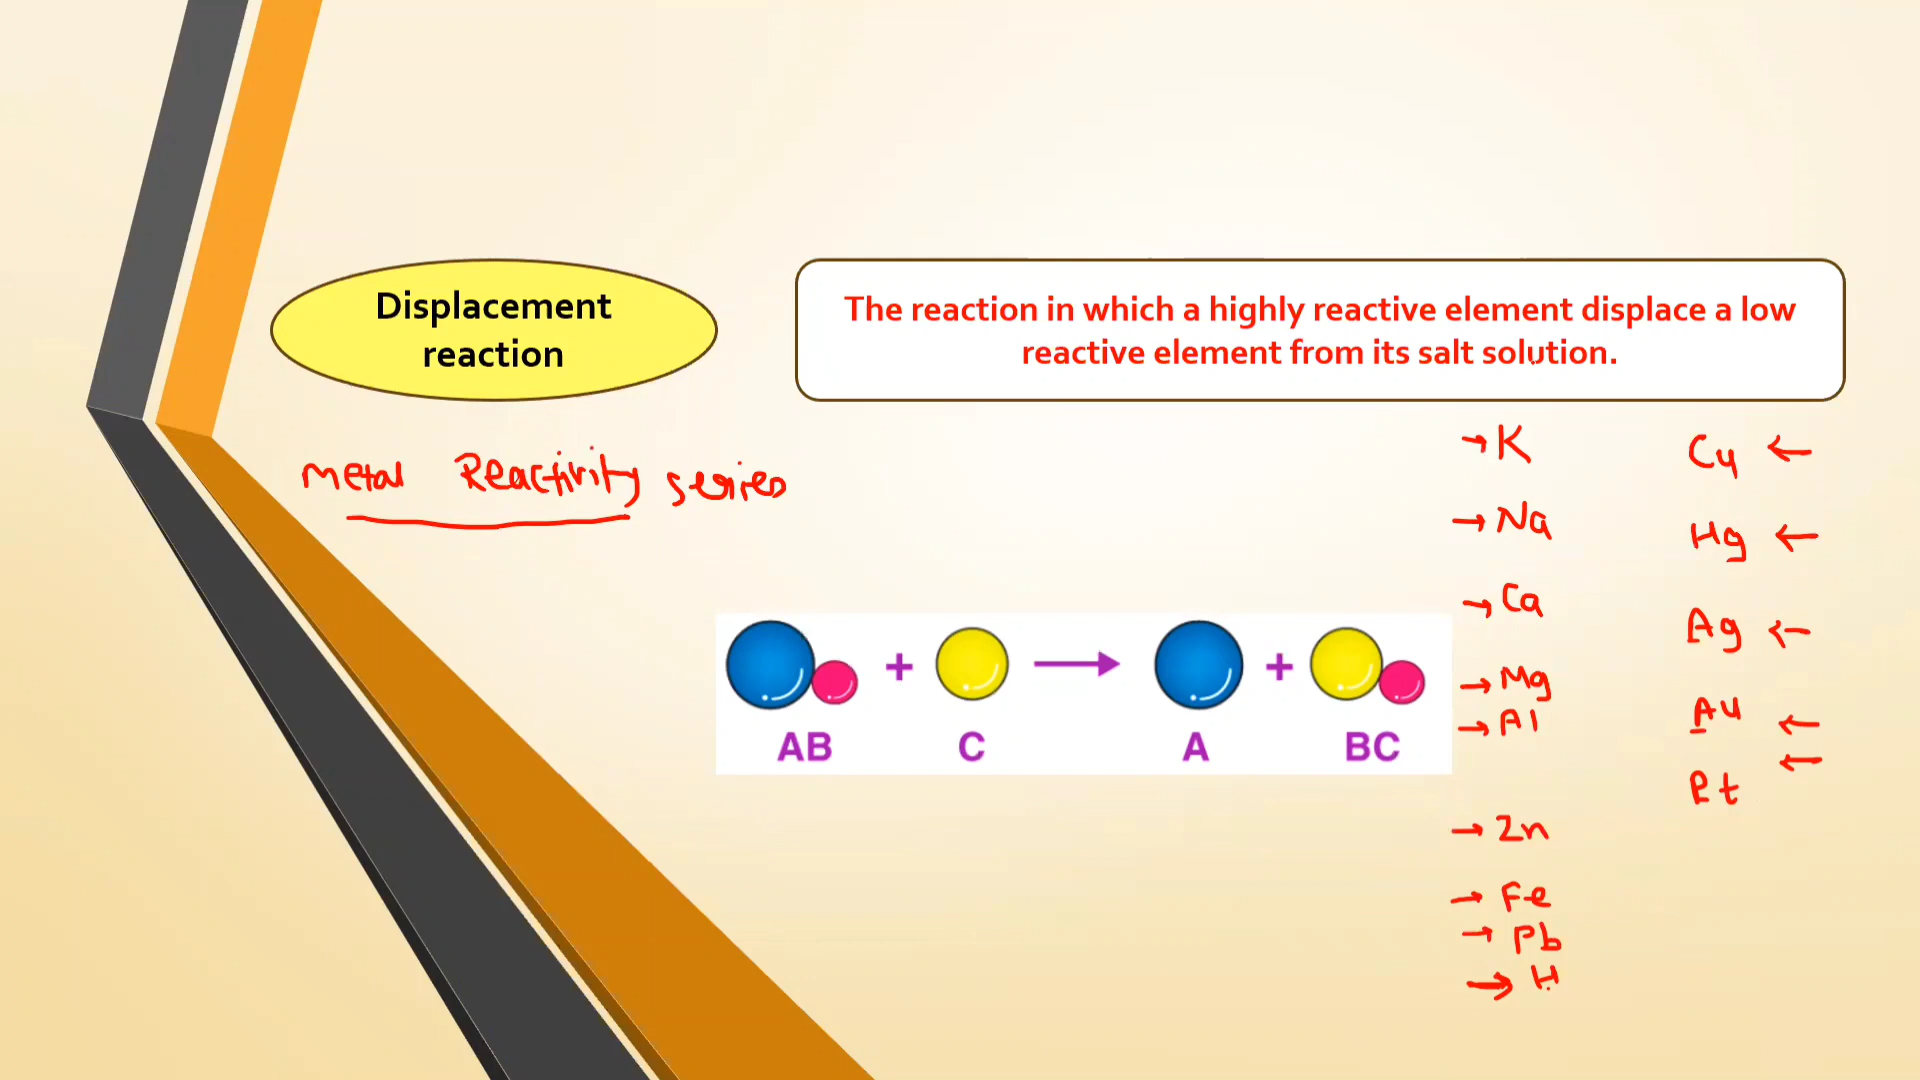 Displacement
reaction
The reaction in which a highly reactive element displace a low
reactive element from its salt solution.
Metal Reactivity series
→ K
→ Na
→ Ca
→ Mg
→ Al
→ Zn
→ Fe
→ Pb
→ H
Cu ←
Hg ←
Ag ←
Au ←
Pt ←
+ → +
AB C A BC